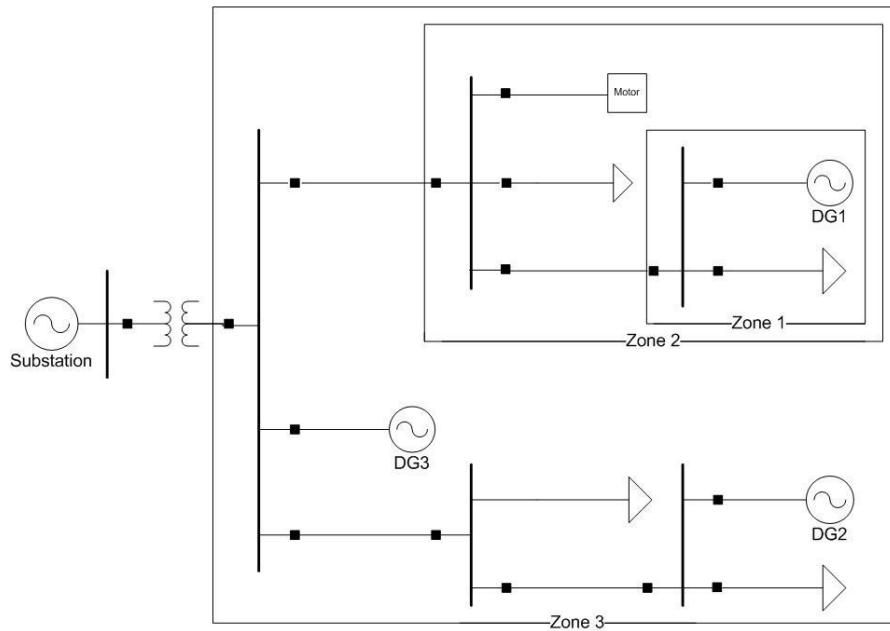 Motor
DG1
Zone 1
Zone 2
Substation
DG3
DG2
Zone 3